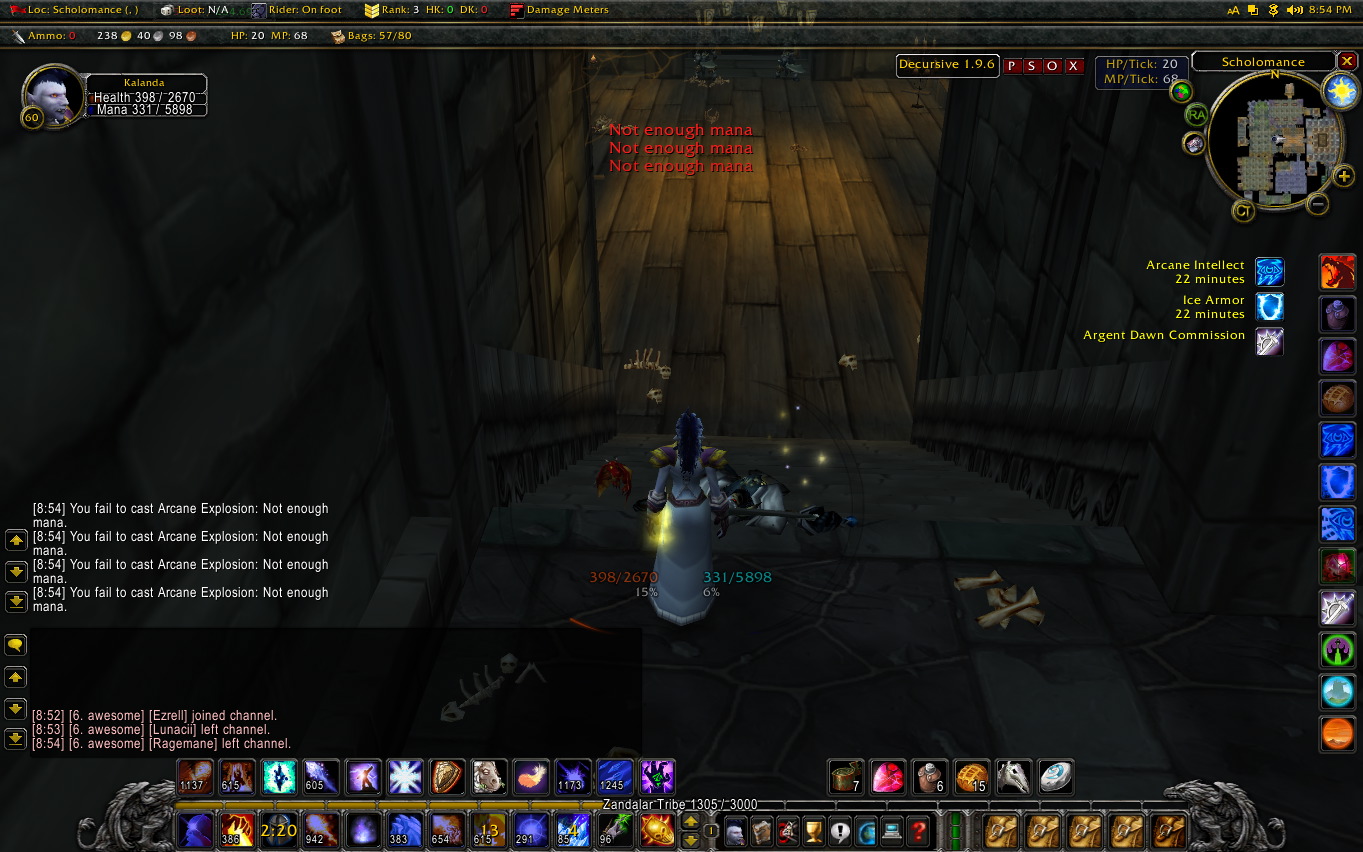 Loc: Scholomance (, ) Loot: N/A Rider: On foot Rank: 3 HK: 0 DK: 0 Damage Meters 8:54 PM
Ammo: 0 238 40 98 HP: 20 MP: 68 Bags: 57/80
Decursive 1.9.6 P S O X
HP/Tick: 20
MP/Tick: 68
Scholomance
N
Kalanda
Health 398 / 2670
Mana 331 / 5898
60
RA
CT
Not enough mana
Not enough mana
Not enough mana
Arcane Intellect
22 minutes
Ice Armor
22 minutes
Argent Dawn Commission
[8:54] You fail to cast Arcane Explosion: Not enough
mana.
[8:54] You fail to cast Arcane Explosion: Not enough
mana.
[8:54] You fail to cast Arcane Explosion: Not enough
mana.
[8:54] You fail to cast Arcane Explosion: Not enough
mana.
398/2670 331/5898
15% 6%
[8:52] [6. awesome] [Ezrell] joined channel.
[8:53] [6. awesome] [Lunacii] left channel.
[8:54] [6. awesome] [Ragemane] left channel.
1137 615 605 1173 1245 7 6 15
Zandalar Tribe 1305 / 3000
386 2:20 942 383 654 13 615 291 4 96 1